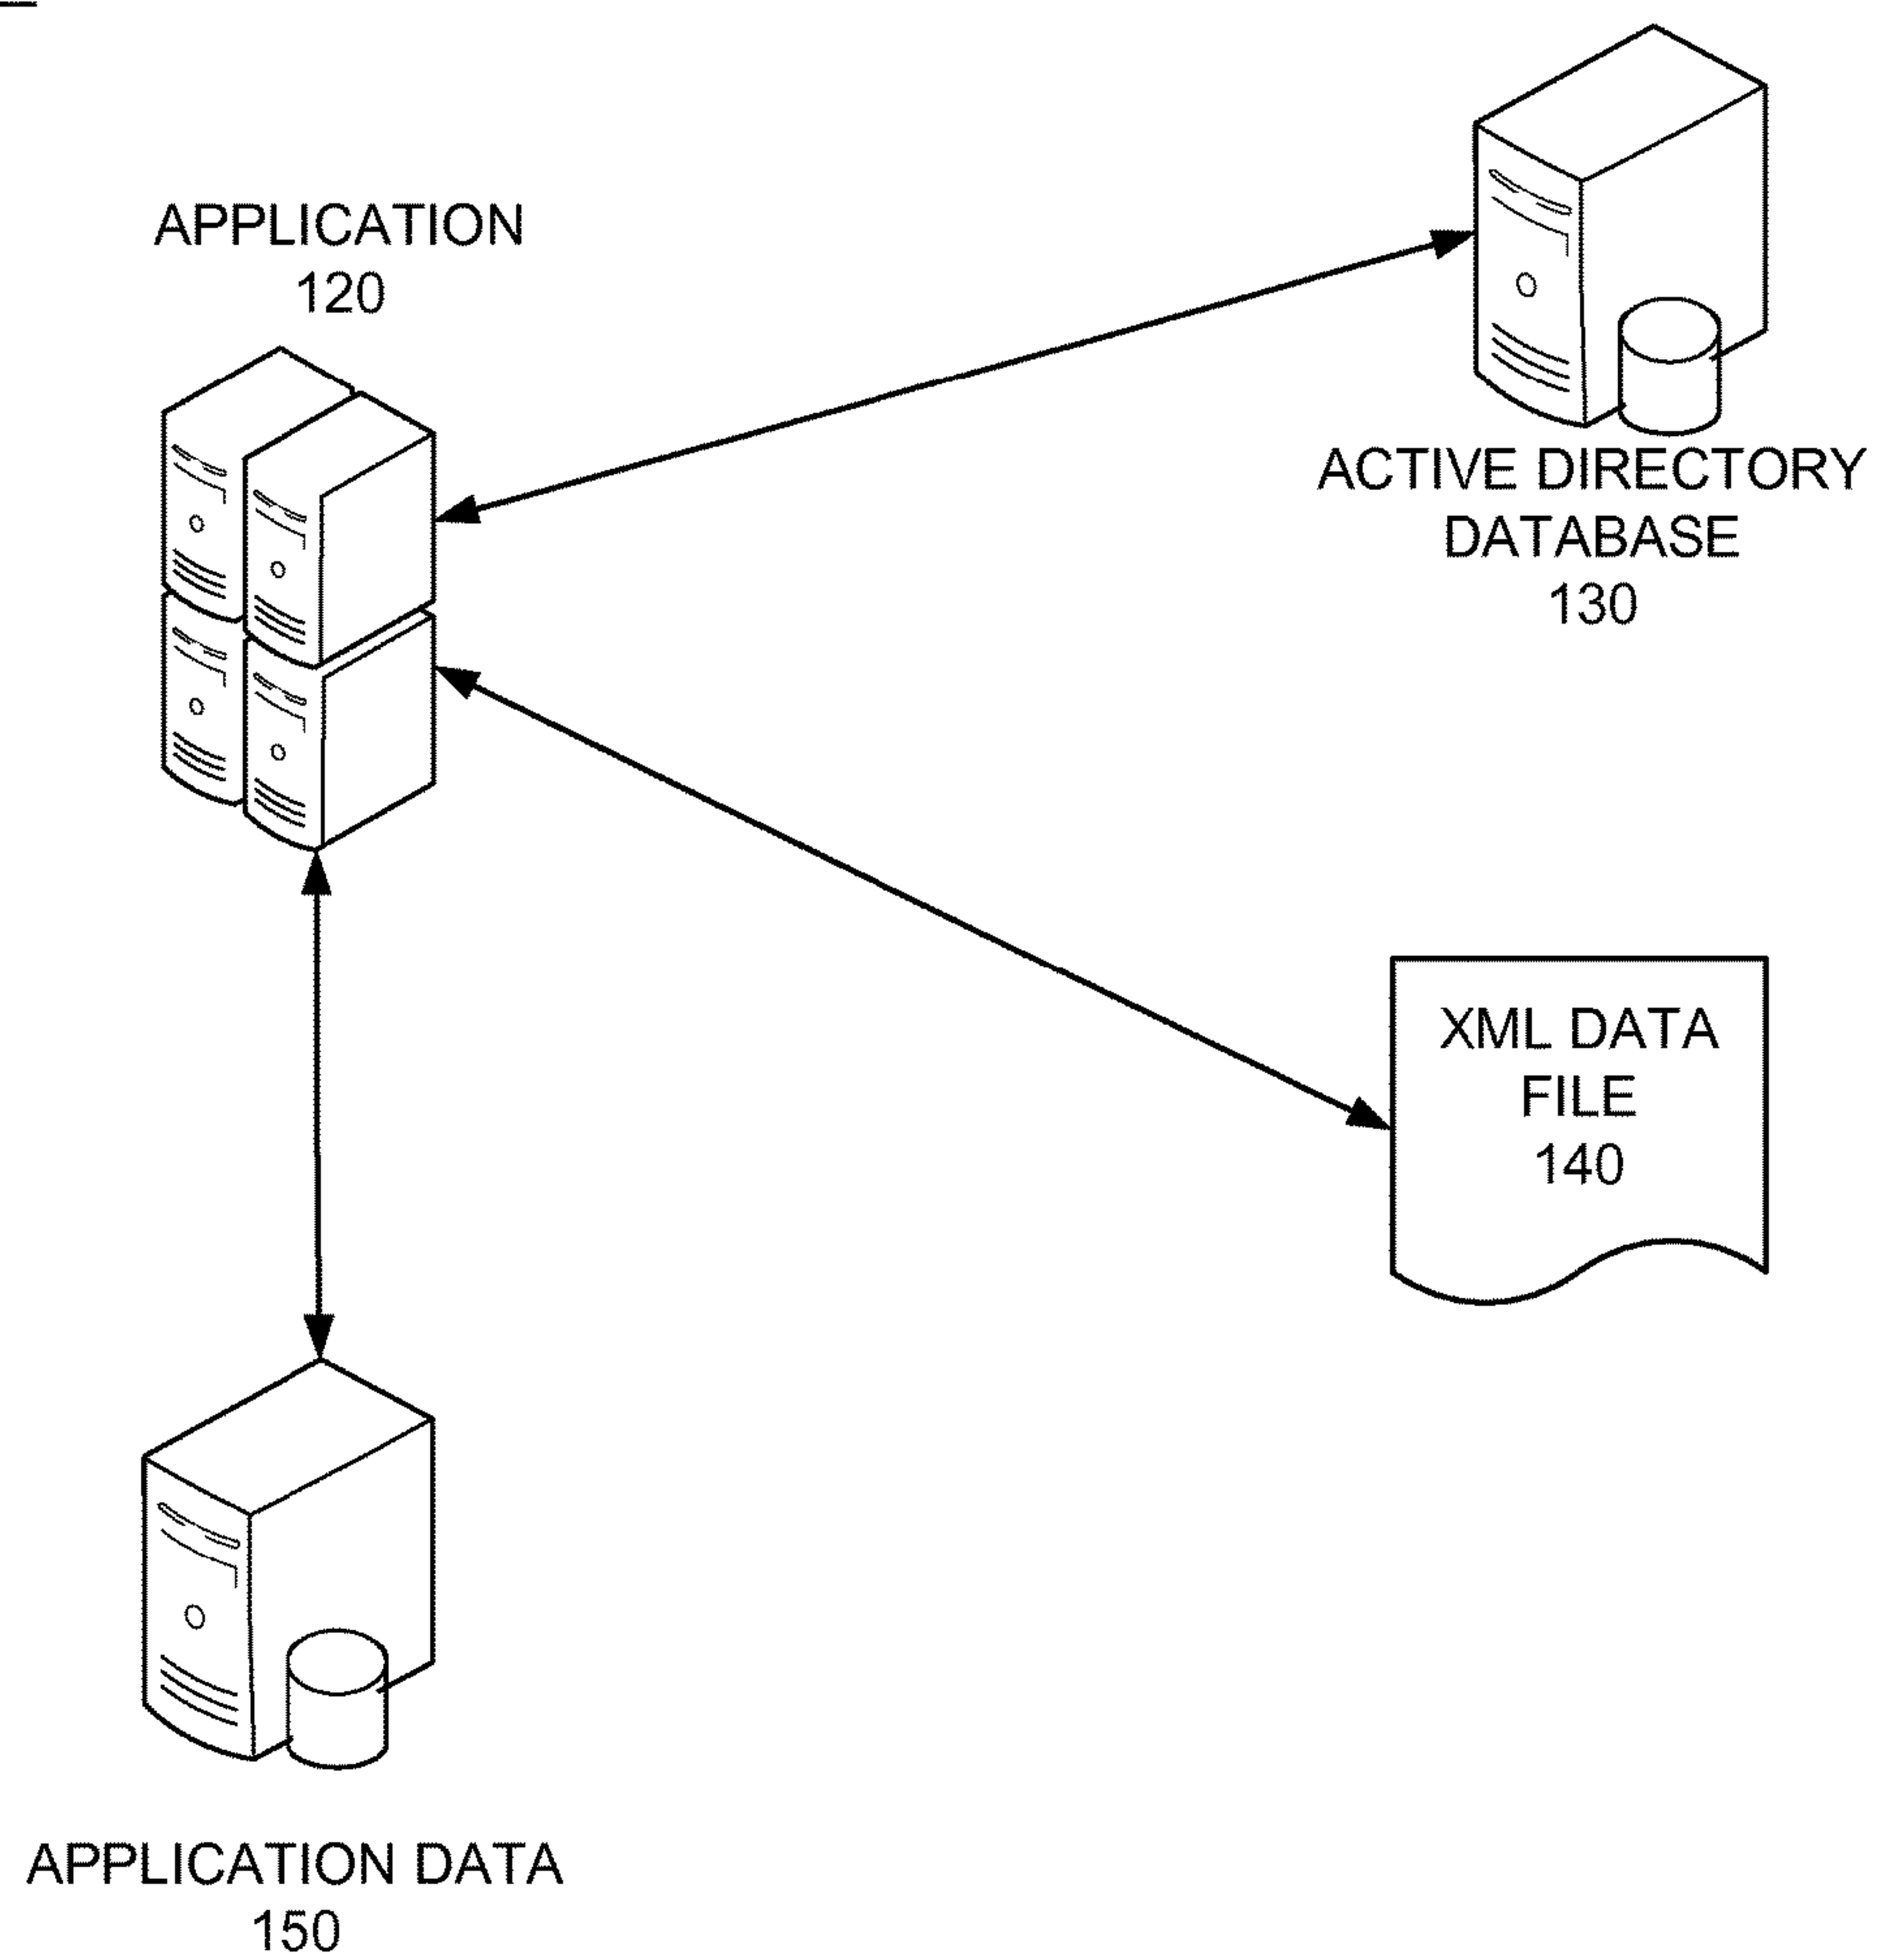 APPLICATION
120
ACTIVE DIRECTORY
DATABASE
130
XML DATA
FILE
140
APPLICATION DATA
150